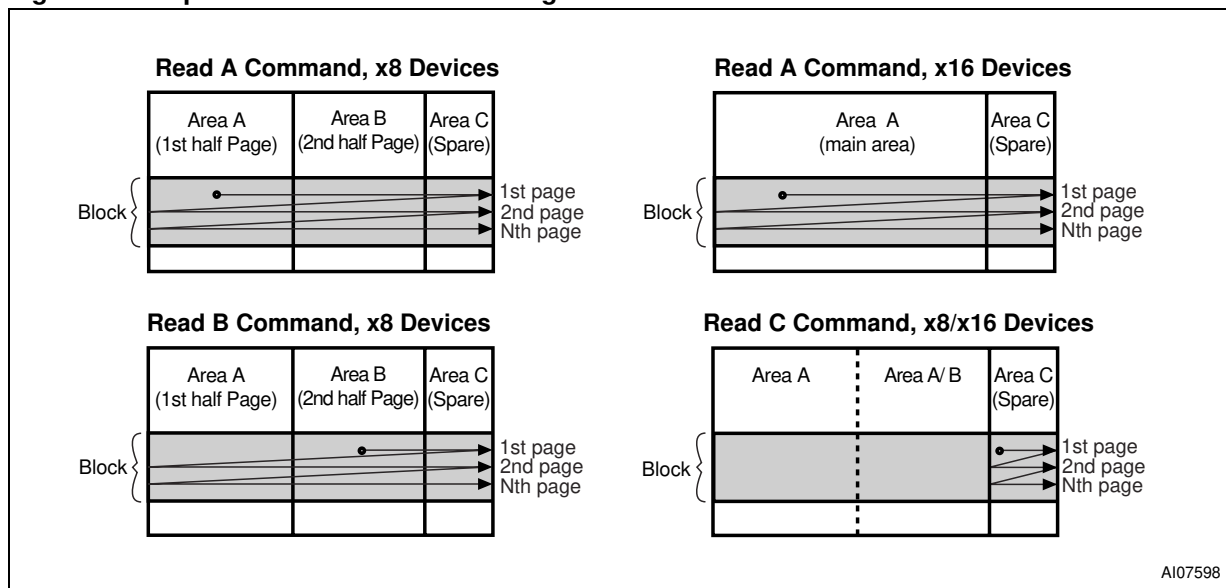 Read A Command, x8 Devices
Area A
(1st half Page)
Area B
(2nd half Page)
Area C
(Spare)
Block
1st page
2nd page
Nth page
Read A Command, x16 Devices
Area A
(main area)
Area C
(Spare)
Block
1st page
2nd page
Nth page
Read B Command, x8 Devices
Area A
(1st half Page)
Area B
(2nd half Page)
Area C
(Spare)
Block
1st page
2nd page
Nth page
Read C Command, x8/x16 Devices
Area A
Area A/ B
Area C
(Spare)
Block
1st page
2nd page
Nth page
AI07598